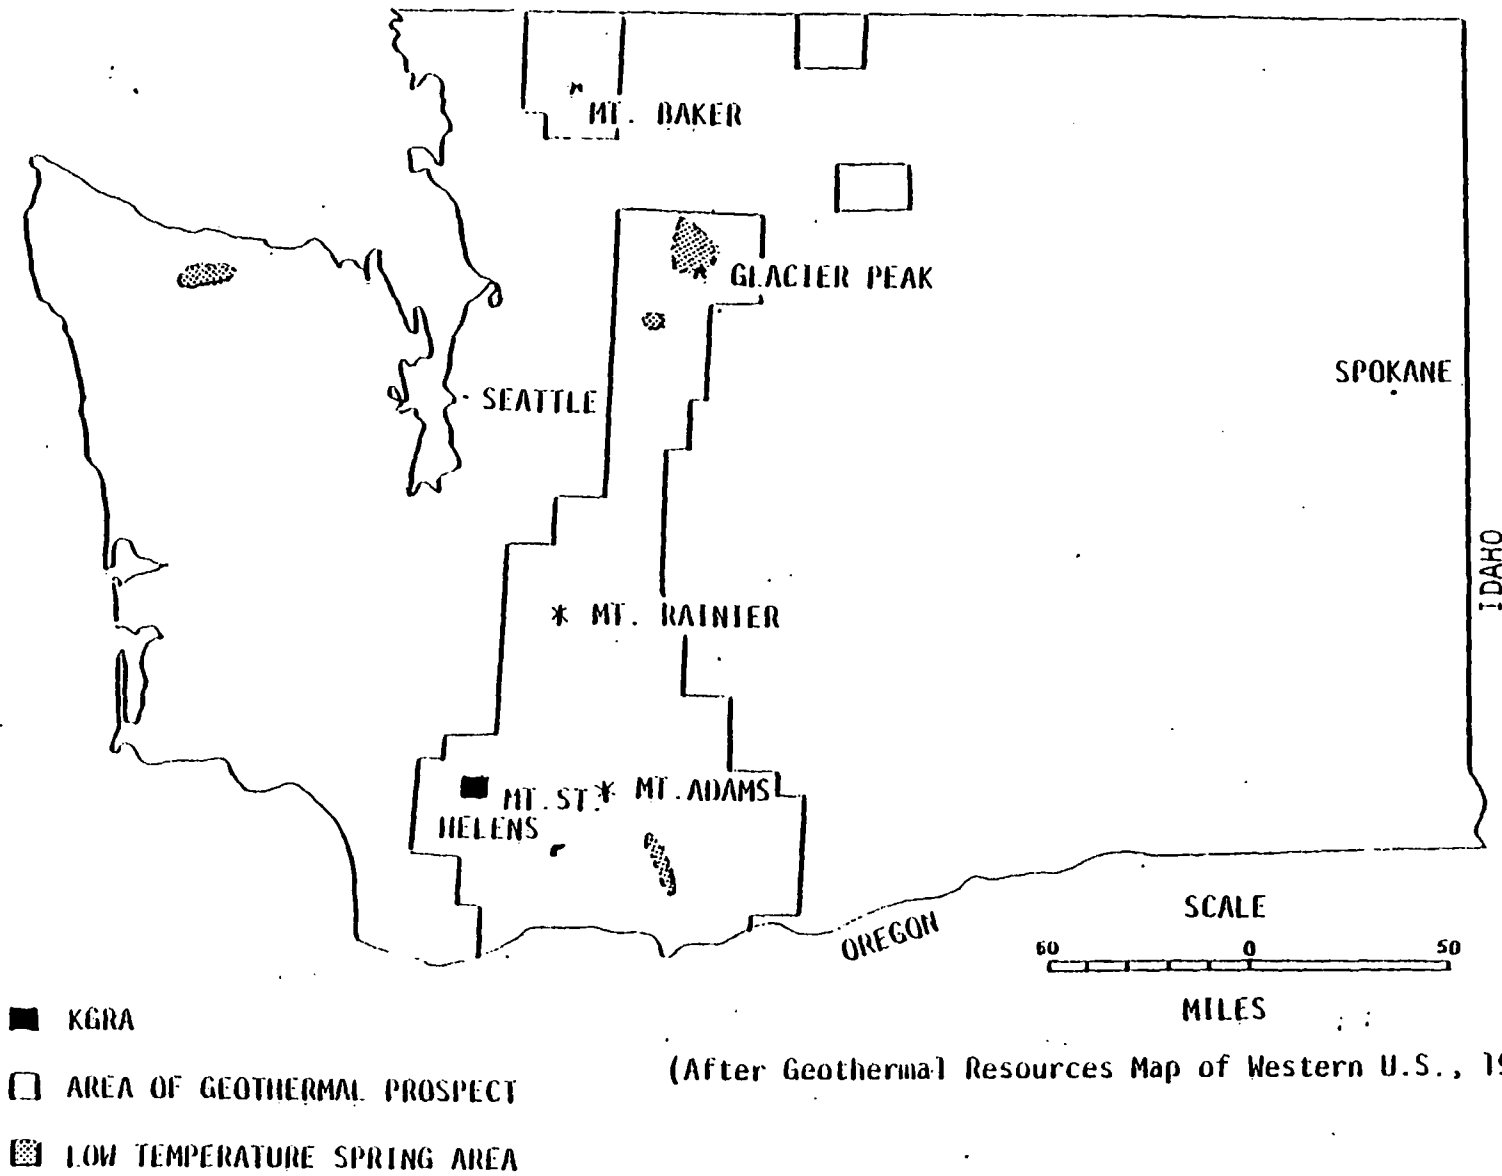 MT. BAKER
GLACIER PEAK
SPOKANE
SEATTLE
IDAHO
MT. RAINIER
MT. ST.
HELENS
MT. ADAMS
OREGON
SCALE
50 0 50
MILES
KGRA
(After Geothermal Resources Map of Western U.S., 19
AREA OF GEOTHERMAL PROSPECT
LOW TEMPERATURE SPRING AREA